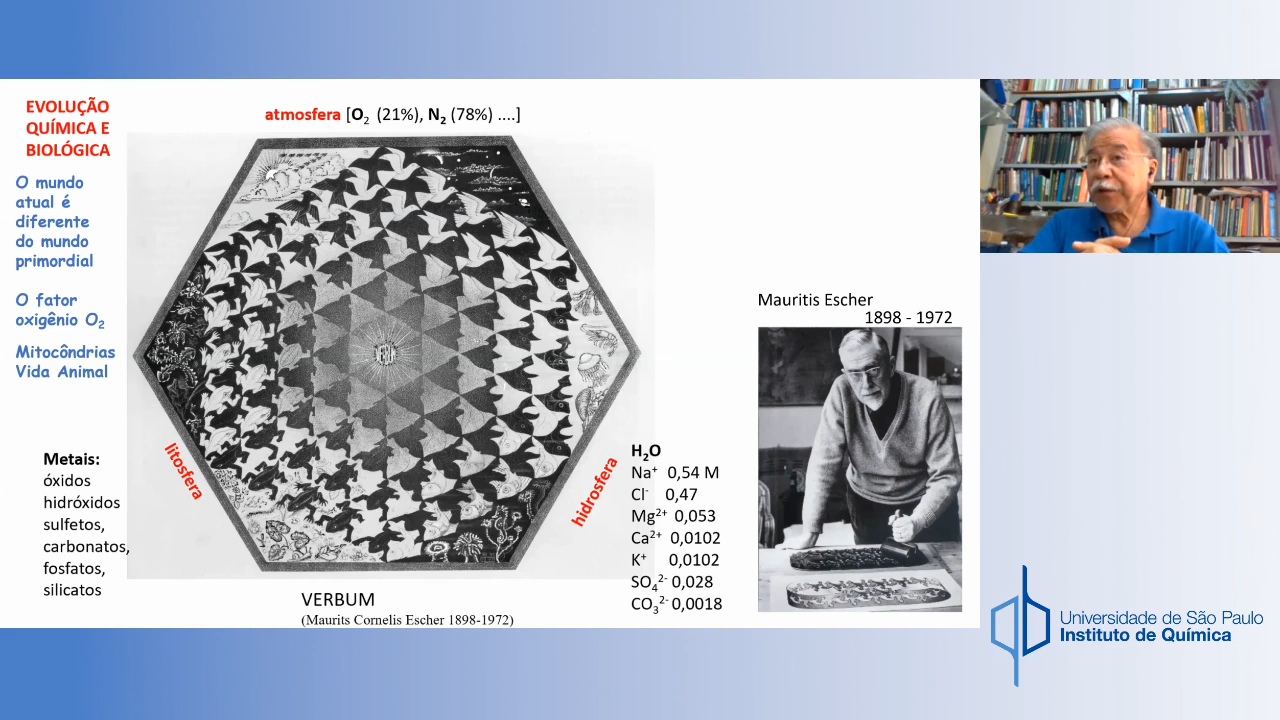 EVOLUÇÃO
QUÍMICA E
BIOLÓGICA
O mundo
atual é
diferente
do mundo
primordial
O fator
oxigênio O₂
Mitocôndrias
Vida Animal
Metais:
óxidos
hidróxidos
sulfetos,
carbonatos,
fosfatos,
silicatos
atmosfera [O₂ (21%), N₂ (78%) ....]
VERBUM
litosfera
hidrosfera
VERBUM
(Maurits Cornelis Escher 1898-1972)
H₂O
Na⁺ 0,54 M
Cl⁻ 0,47
Mg²⁺ 0,053
Ca²⁺ 0,0102
K⁺ 0,0102
SO₄²⁻ 0,028
CO₃²⁻ 0,0018
Mauritis Escher
1898 - 1972
Universidade de São Paulo
Instituto de Química